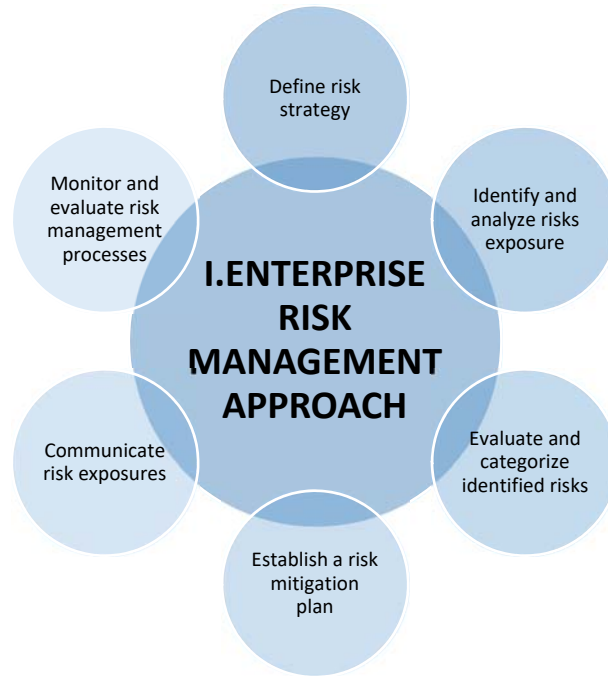 Define risk
strategy
Identify and
analyze risks
exposure
Evaluate and
categorize
identified risks
Establish a risk
mitigation
plan
Communicate
risk exposures
Monitor and
evaluate risk
management
processes
I.ENTERPRISE
RISK
MANAGEMENT
APPROACH